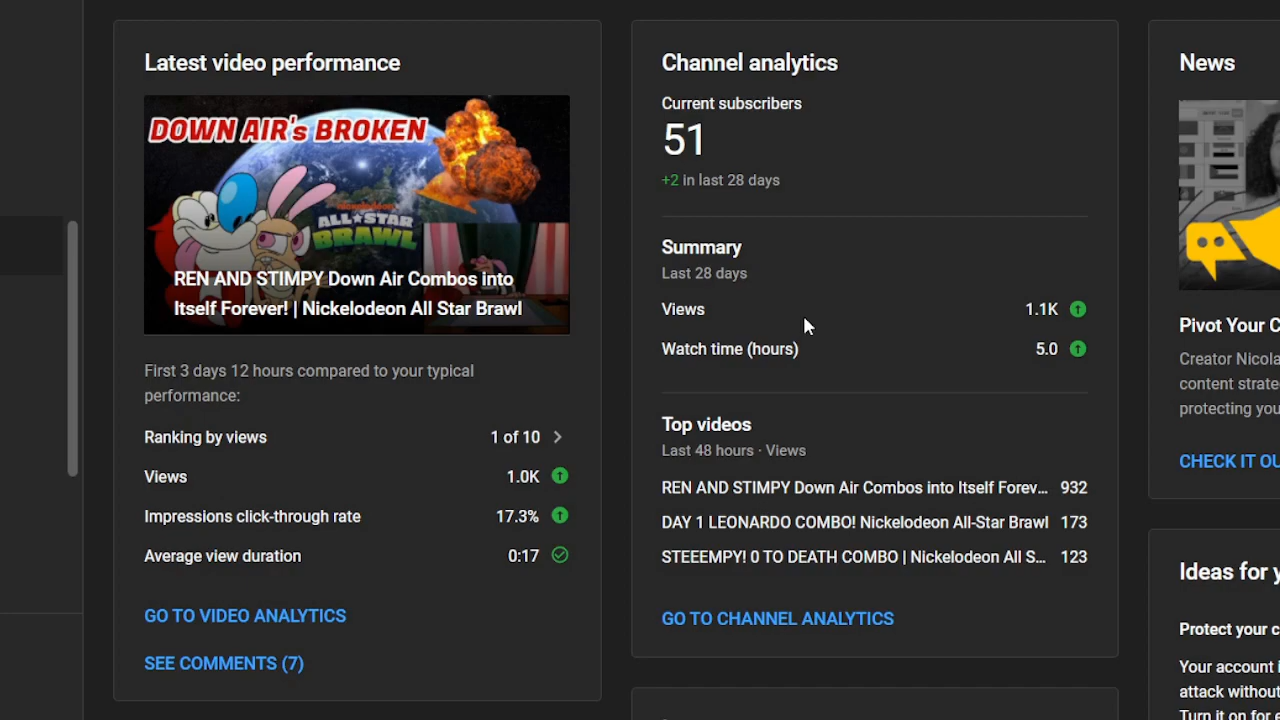 Latest video performance
DOWN AIR's BROKEN
NICKELODEON
ALL★STAR
BRAWL
REN AND STIMPY Down Air Combos into
Itself Forever! | Nickelodeon All Star Brawl
First 3 days 12 hours compared to your typical
performance:
Ranking by views 1 of 10
Views 1.0K
Impressions click-through rate 17.3%
Average view duration 0:17
GO TO VIDEO ANALYTICS
SEE COMMENTS (7)
Channel analytics
Current subscribers
51
+2 in last 28 days
Summary
Last 28 days
Views 1.1K
Watch time (hours) 5.0
Top videos
Last 48 hours · Views
REN AND STIMPY Down Air Combos into Itself Forev... 932
DAY 1 LEONARDO COMBO! Nickelodeon All-Star Brawl 173
STEEEMPY! 0 TO DEATH COMBO | Nickelodeon All S... 123
GO TO CHANNEL ANALYTICS
News
Pivot Your C
Creator Nicola
content strate
protecting you
CHECK IT OU
Ideas for y
Protect your c
Your account i
attack without
Turn it on for e